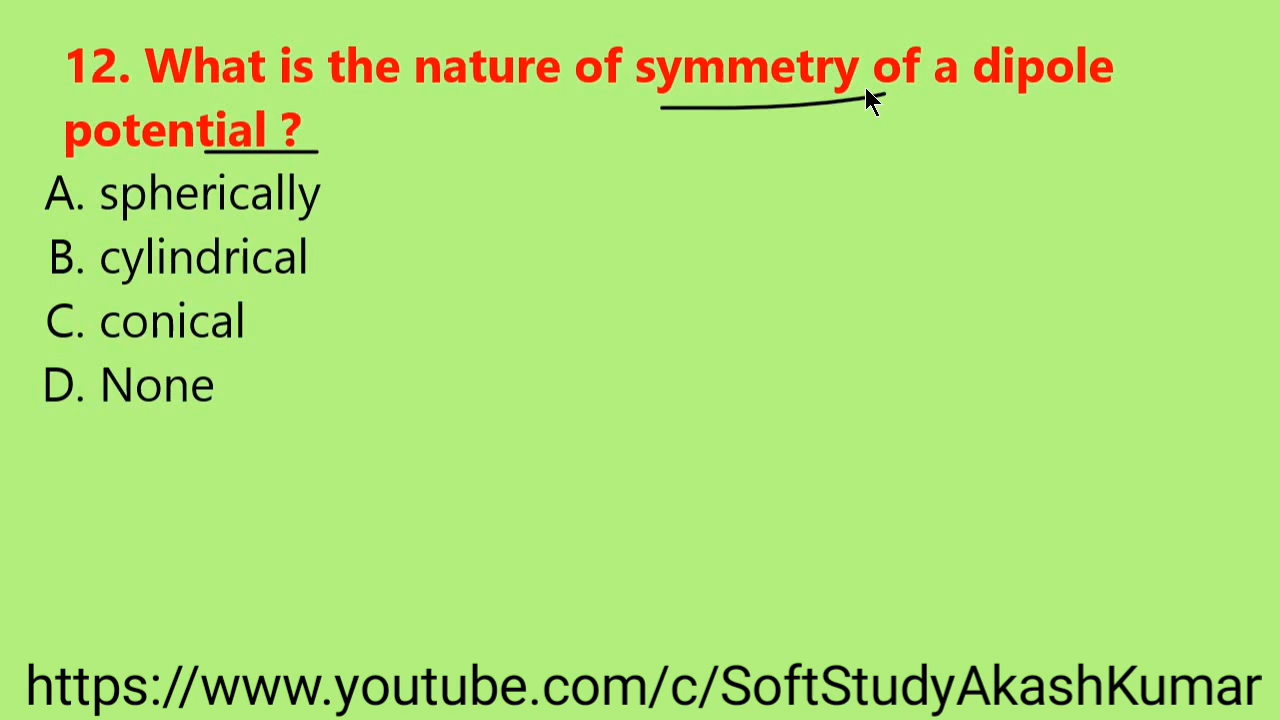 12. What is the nature of symmetry of a dipole
potential ?
A. spherically
B. cylindrical
C. conical
D. None
https://www.youtube.com/c/SoftStudyAkashKumar